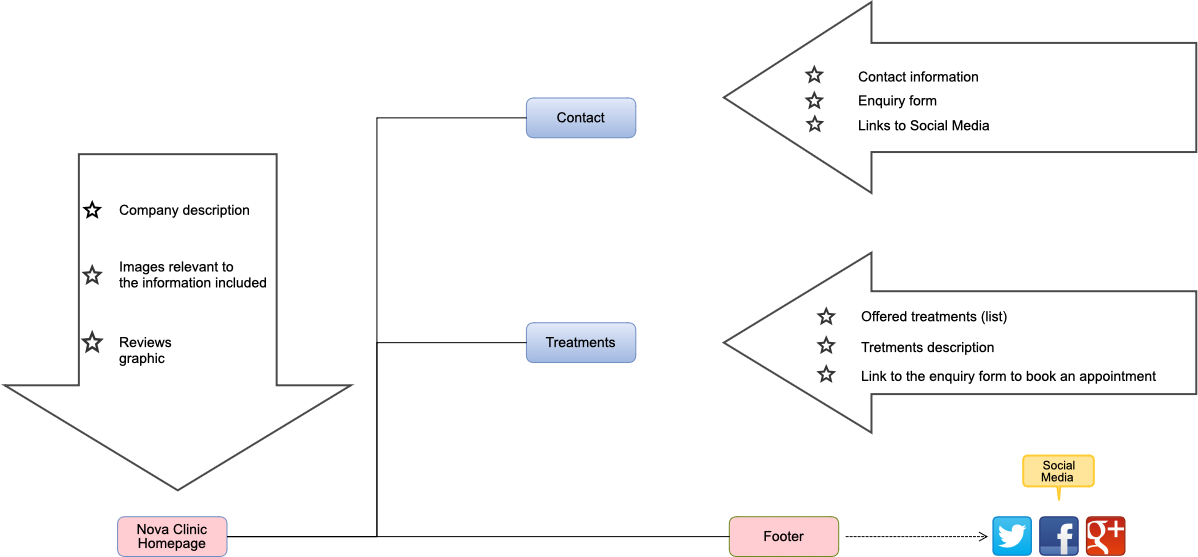 Contact information
Enquiry form
Links to Social Media
Contact
Company description
Images relevant to
the information included
Reviews
graphic
Offered treatments (list)
Tretments description
Link to the enquiry form to book an appointment
Treatments
Social
Media
Nova Clinic
Homepage
Footer
f
g+